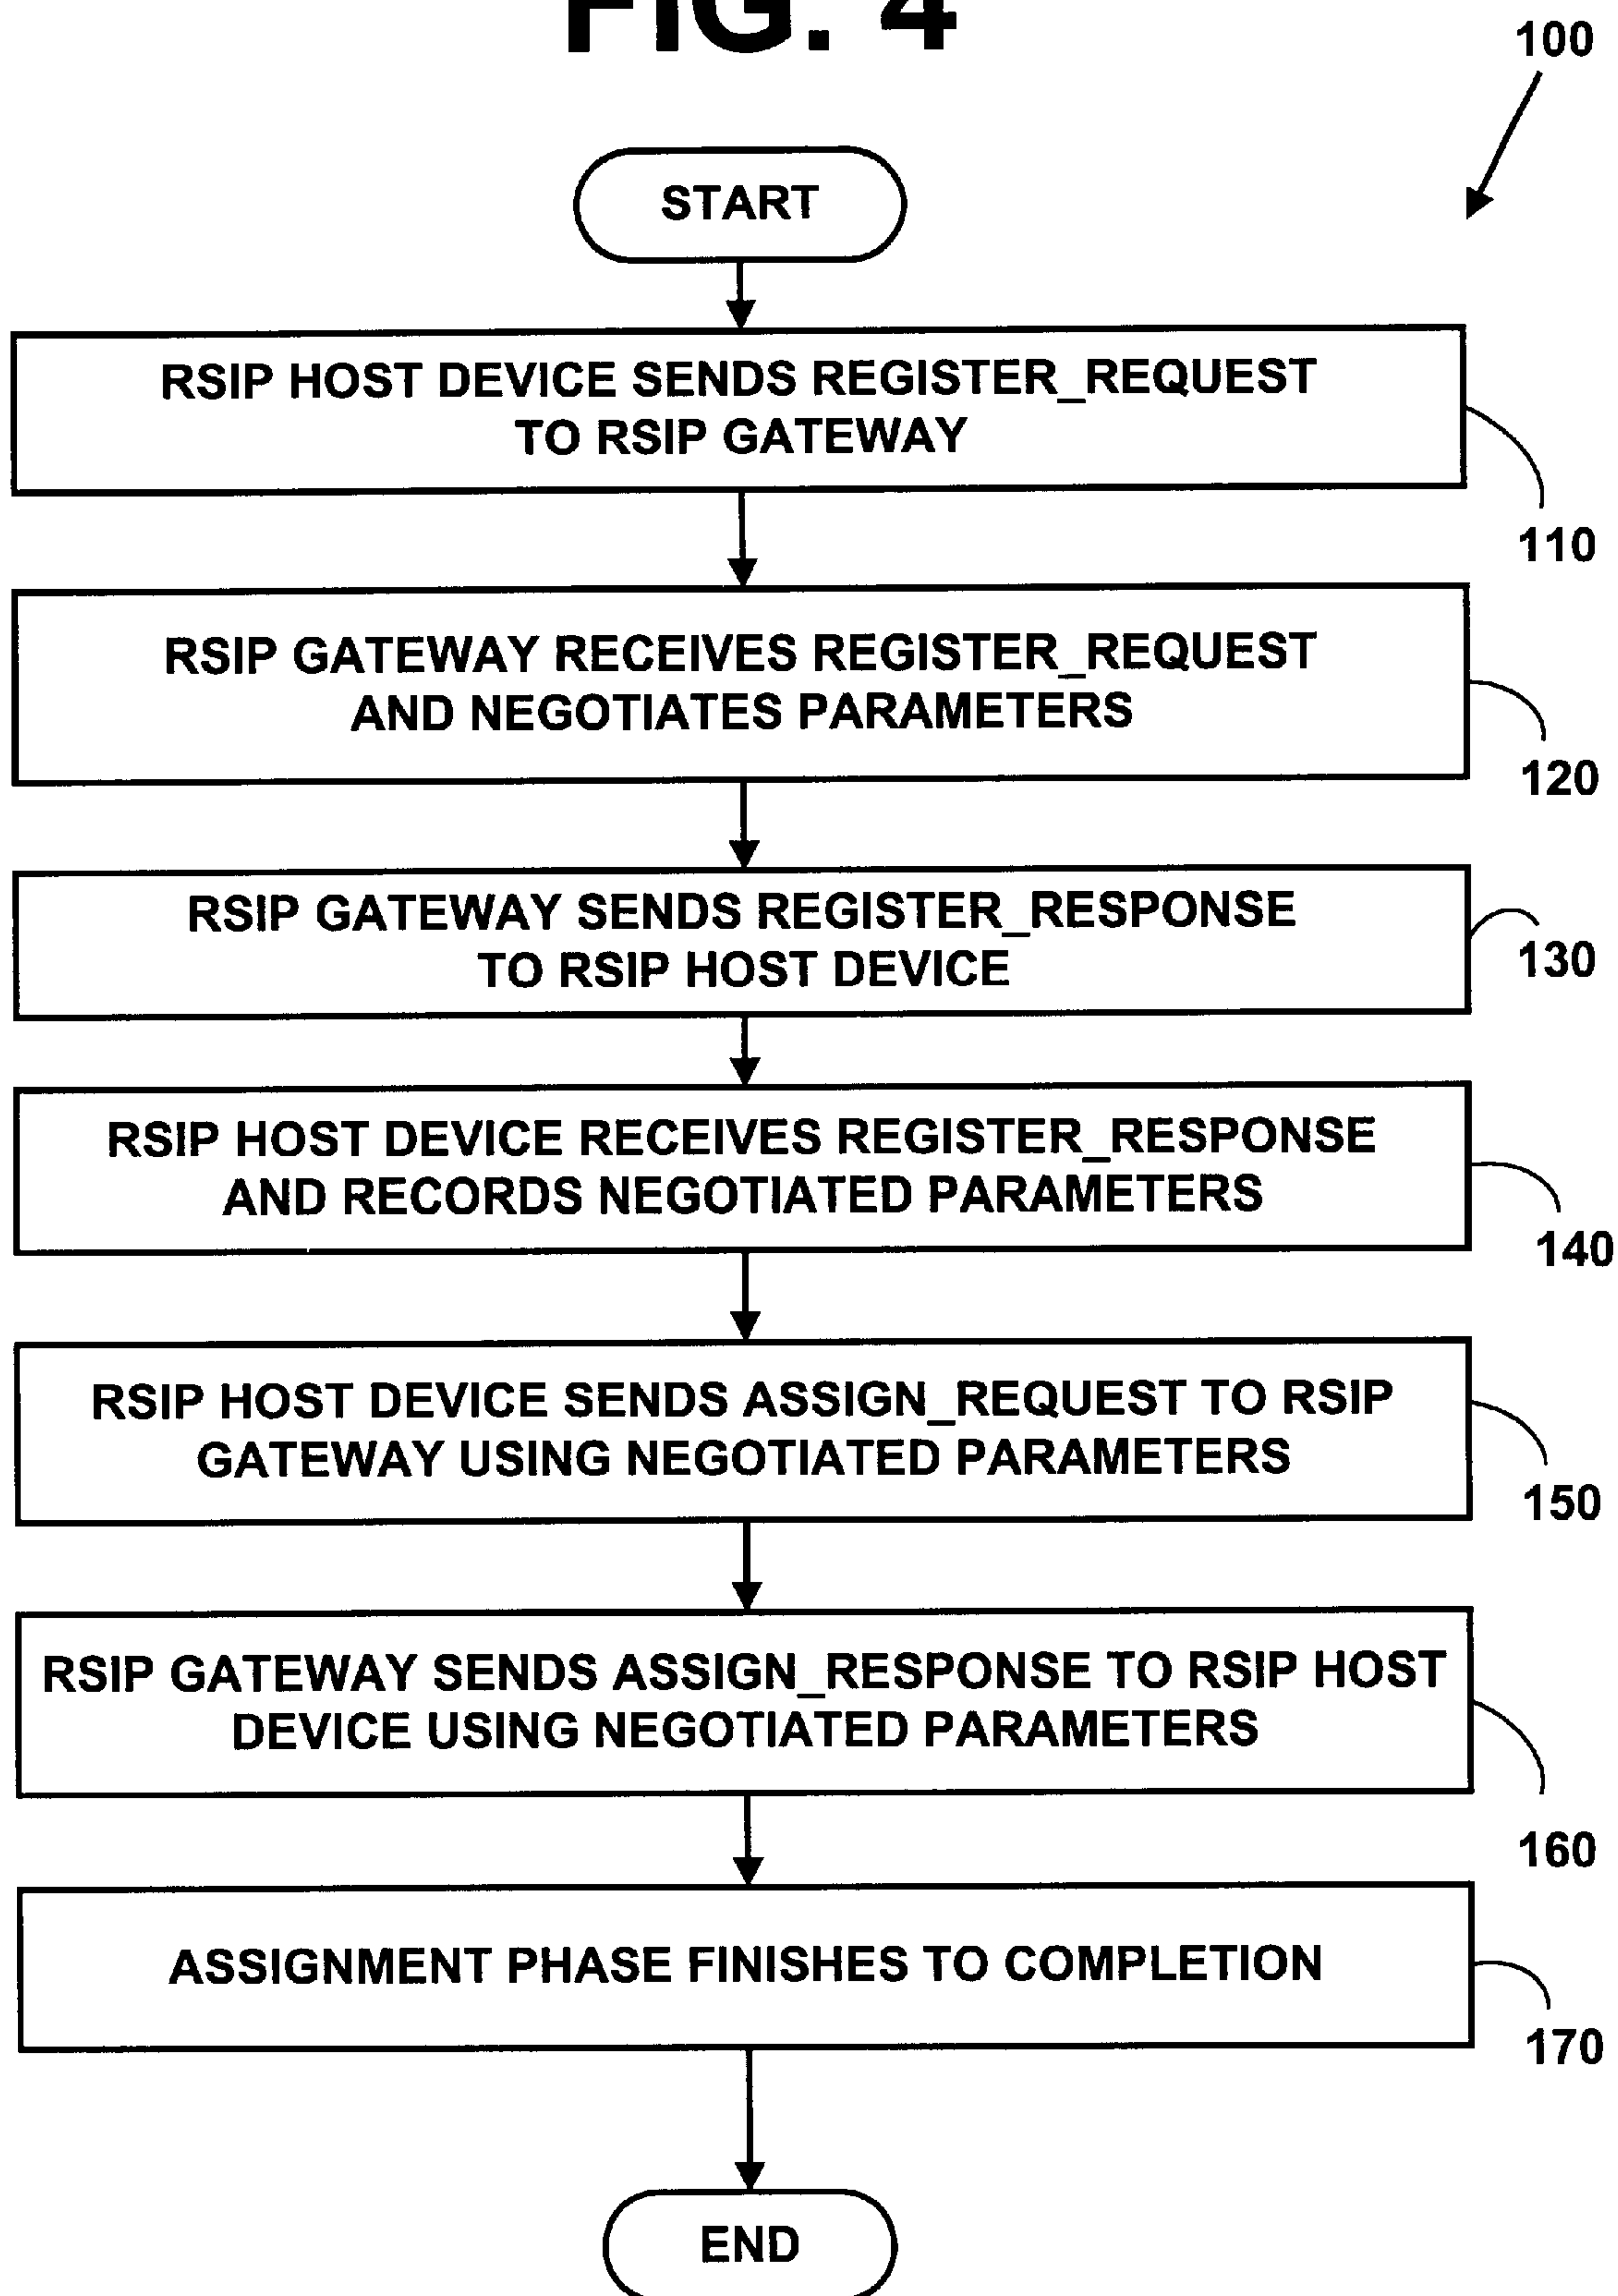 FIG. 4
100
START
RSIP HOST DEVICE SENDS REGISTER_REQUEST
TO RSIP GATEWAY
110
RSIP GATEWAY RECEIVES REGISTER_REQUEST
AND NEGOTIATES PARAMETERS
120
RSIP GATEWAY SENDS REGISTER_RESPONSE
TO RSIP HOST DEVICE
130
RSIP HOST DEVICE RECEIVES REGISTER_RESPONSE
AND RECORDS NEGOTIATED PARAMETERS
140
RSIP HOST DEVICE SENDS ASSIGN_REQUEST TO RSIP
GATEWAY USING NEGOTIATED PARAMETERS
150
RSIP GATEWAY SENDS ASSIGN_RESPONSE TO RSIP HOST
DEVICE USING NEGOTIATED PARAMETERS
160
ASSIGNMENT PHASE FINISHES TO COMPLETION
170
END